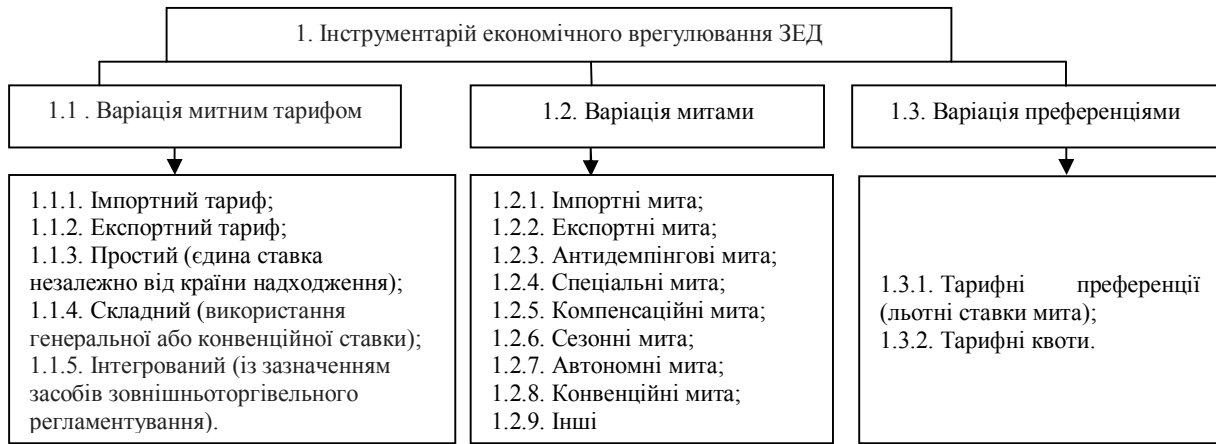 1. Інструментарій економічного врегулювання ЗЕД
1.1 . Варіація митним тарифом
1.2. Варіація митами
1.3. Варіація преференціями
1.1.1. Імпортний тариф;
1.1.2. Експортний тариф;
1.1.3. Простий (єдина ставка
незалежно від країни надходження);
1.1.4. Складний (використання
генеральної або конвенційної ставки);
1.1.5. Інтегрований (із зазначенням
засобів зовнішньоторгівельного
регламентування).
1.2.1. Імпортні мита;
1.2.2. Експортні мита;
1.2.3. Антидемпінгові мита;
1.2.4. Спеціальні мита;
1.2.5. Компенсаційні мита;
1.2.6. Сезонні мита;
1.2.7. Автономні мита;
1.2.8. Конвенційні мита;
1.2.9. Інші
1.3.1. Тарифні преференції
(льотні ставки мита);
1.3.2. Тарифні квоти.